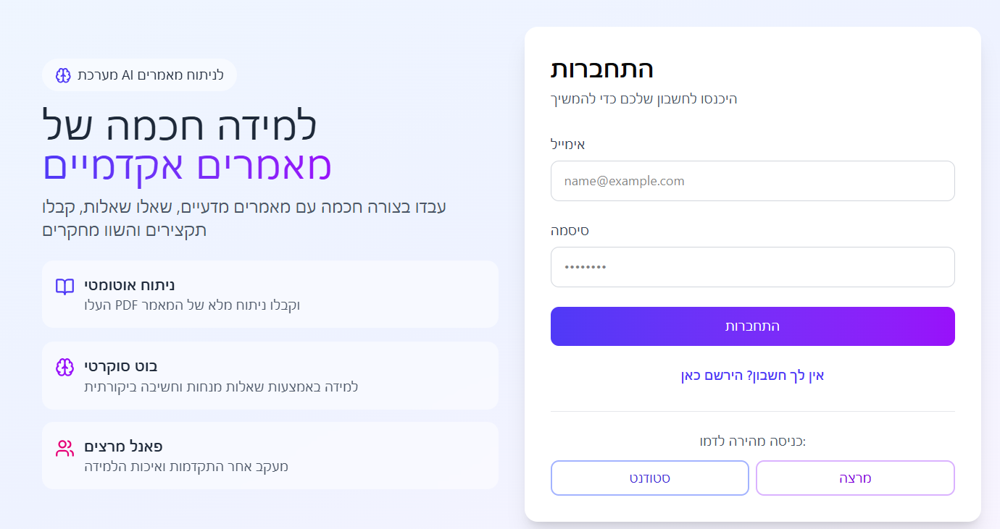 מערכת AI לניתוח מאמרים
למידה חכמה של
מאמרים אקדמיים
עבדו בצורה חכמה עם מאמרים מדעיים, שאלו שאלות, קבלו
תקצירים והשוו מחקרים
ניתוח אוטומטי
העלו PDF וקבלו ניתוח מלא של המאמר
בוט סוקרטי
למידה באמצעות שאלות מנחות וחשיבה ביקורתית
פאנל מרצים
מעקב אחר התקדמות ואיכות הלמידה
התחברות
היכנסו לחשבון שלכם כדי להמשיך
אימייל
name@example.com
סיסמה
••••••••
התחברות
אין לך חשבון? הירשם כאן
כניסה מהירה לדמו:
סטודנט
מרצה